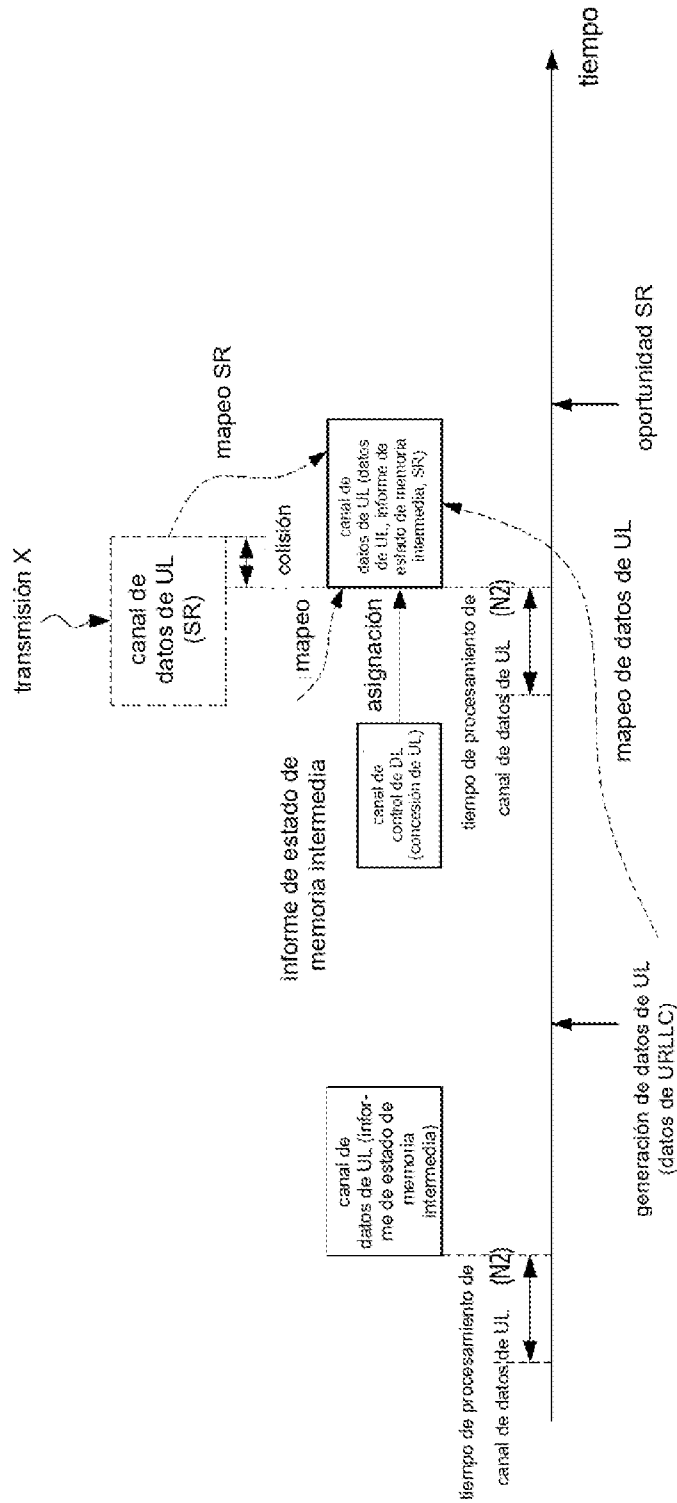 transmisión X
canal de
datos de UL
(SR)
mapeo SR
colisión
informe de estado de
memoria intermedia
mapeo
asignación
canal de
datos de UL (infor-
me de estado de
memoria
intermedia)
canal de
control de DL
(concesión de UL)
canal de
datos de UL (datos
de UL, informe de
estado de memoria
intermedia, SR)
tiempo de procesamiento de
canal de datos de UL (N2)
tiempo de procesamiento de
canal de datos de UL (N2)
tiempo
generación de datos de UL
(datos de URLLC)
mapeo de datos de UL
oportunidad SR